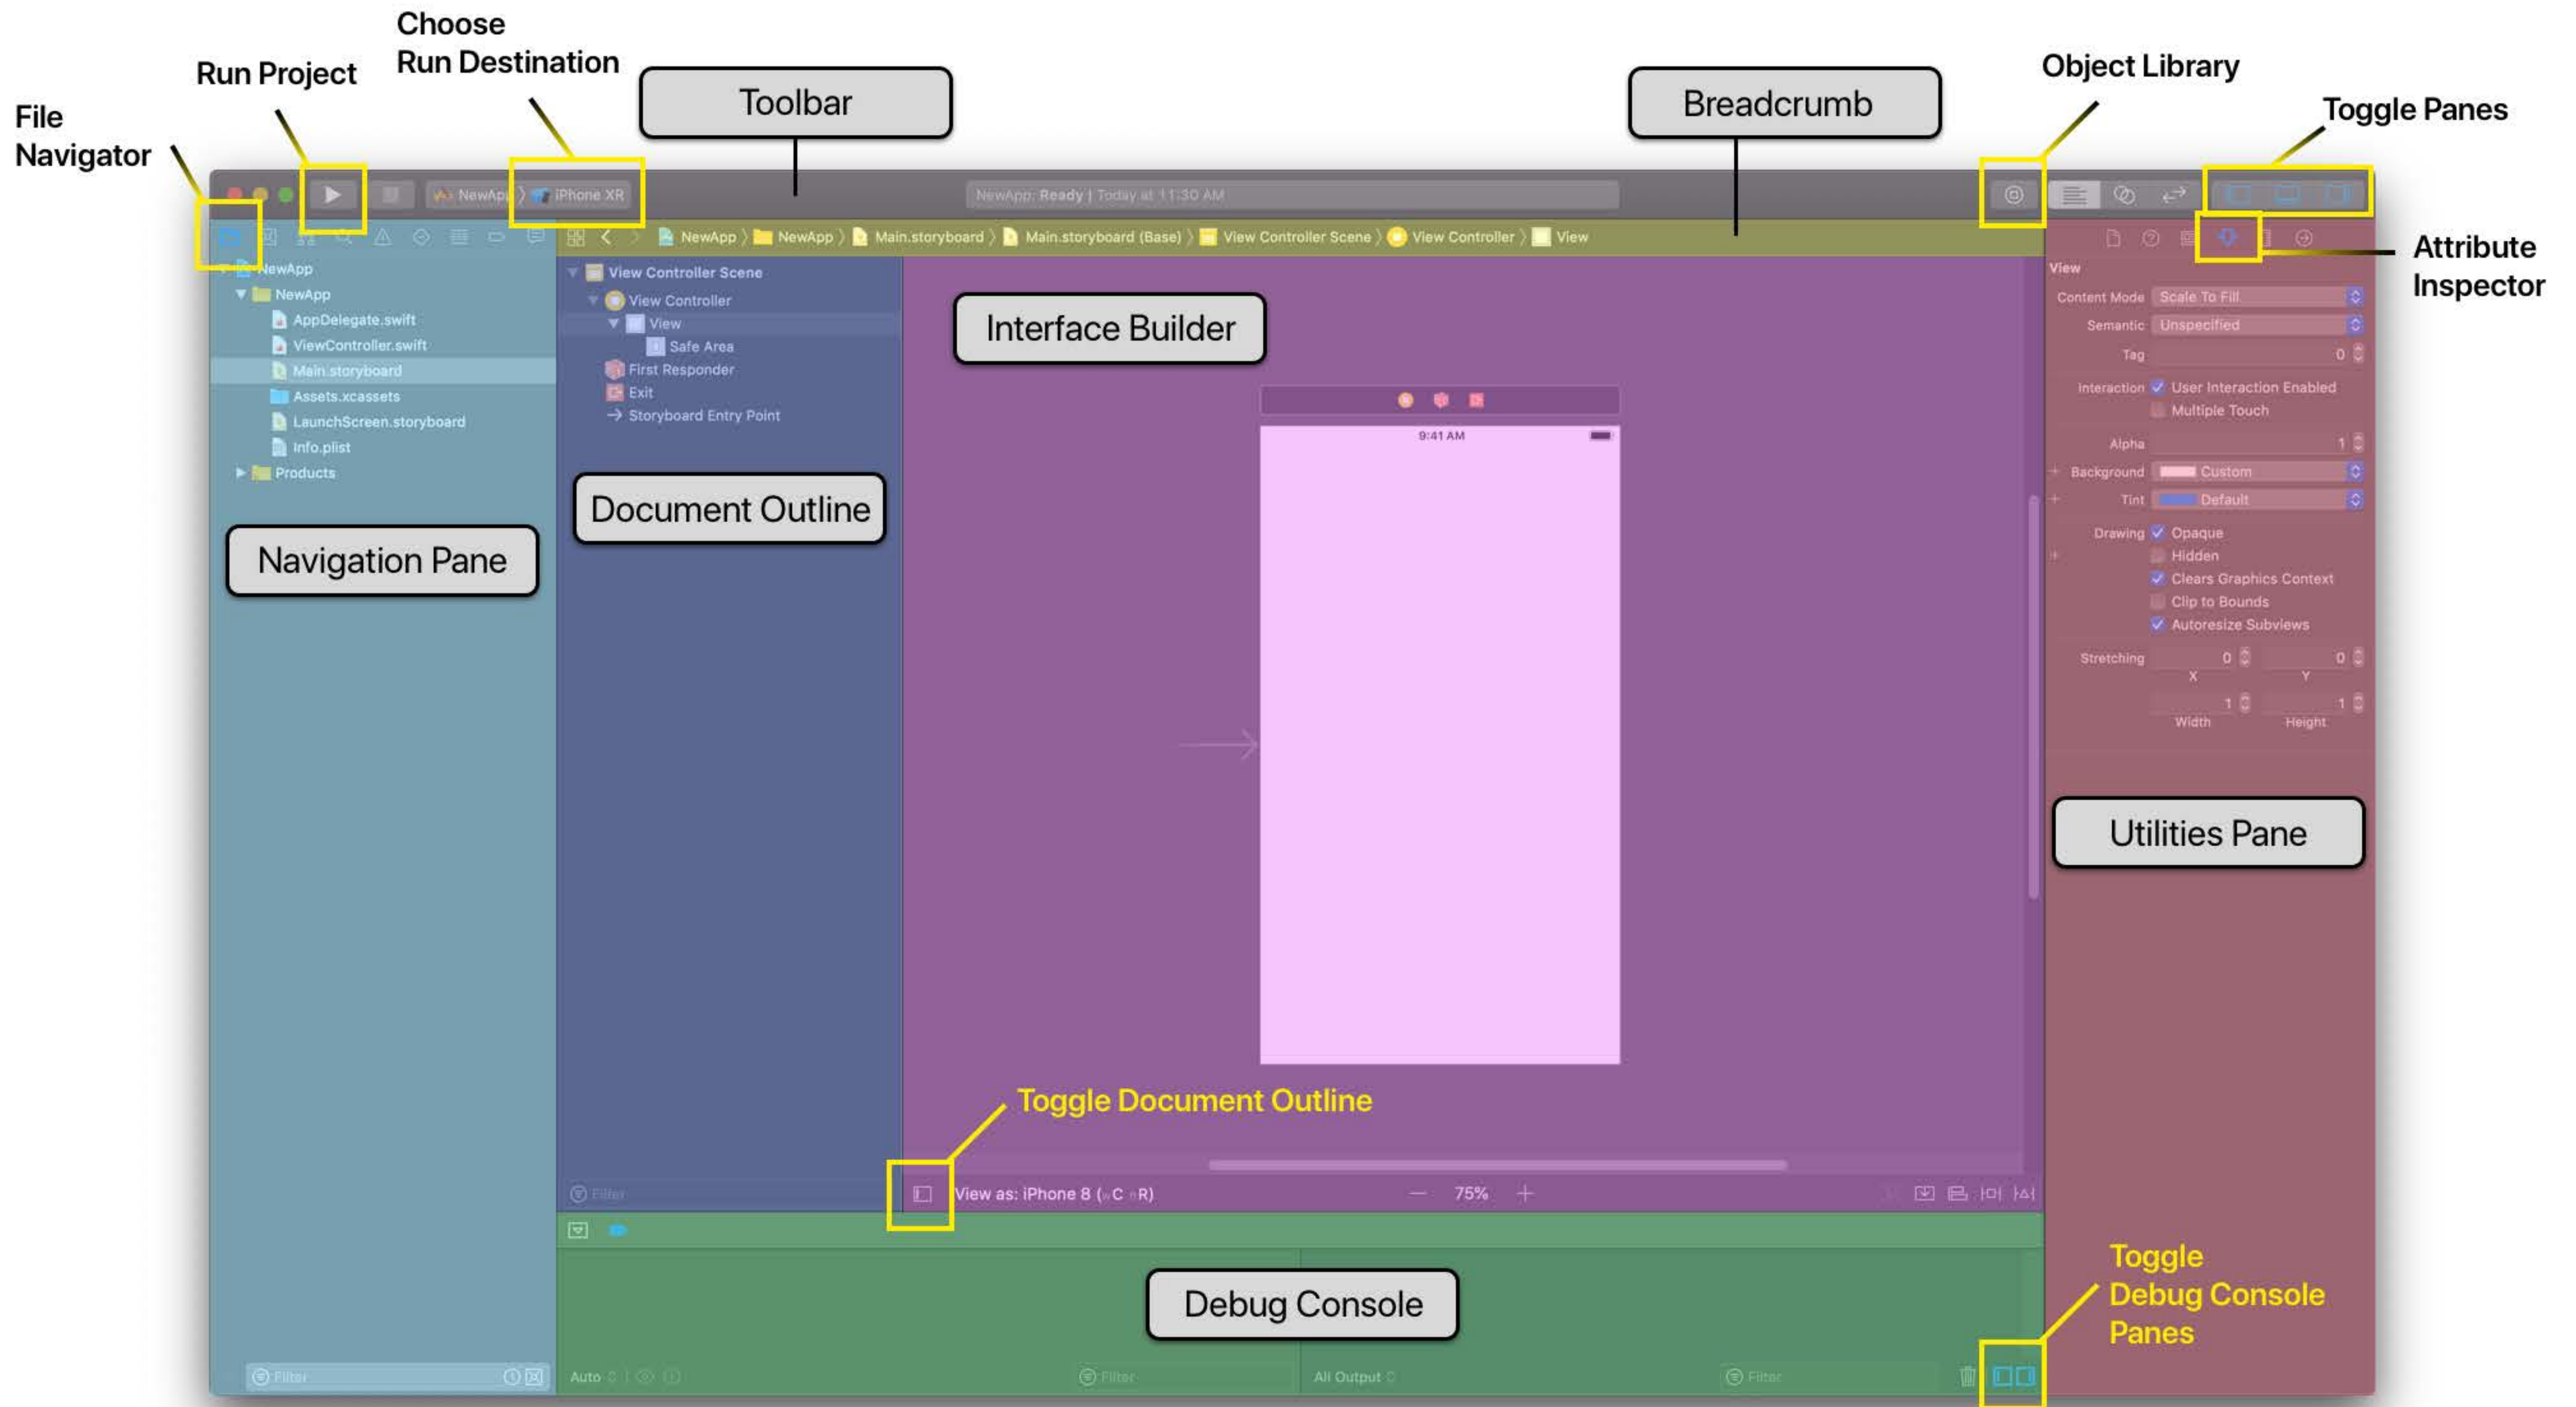 Choose
Run Destination
Run Project
File
Navigator
Toolbar
Breadcrumb
Object Library
Toggle Panes
NewApp
iPhone XR
NewApp: Ready | Today at 11:30 AM
NewApp
NewApp
Main.storyboard
Main.storyboard (Base)
View Controller Scene
View Controller
View
Attribute
Inspector
NewApp
NewApp
AppDelegate.swift
ViewController.swift
Main.storyboard
Assets.xcassets
LaunchScreen.storyboard
Info.plist
Products
Navigation Pane
Filter
View Controller Scene
View Controller
View
Safe Area
First Responder
Exit
Storyboard Entry Point
Document Outline
Filter
Interface Builder
9:41 AM
Toggle Document Outline
View as: iPhone 8 (wC hR)
75%
View
Content Mode Scale To Fill
Semantic Unspecified
Tag 0
Interaction User Interaction Enabled
Multiple Touch
Alpha 1
Background Custom
Tint Default
Drawing Opaque
Hidden
Clears Graphics Context
Clip to Bounds
Autoresize Subviews
Stretching 0 0
X Y
1 1
Width Height
Utilities Pane
Debug Console
Toggle
Debug Console
Panes
Auto
Filter
All Output
Filter